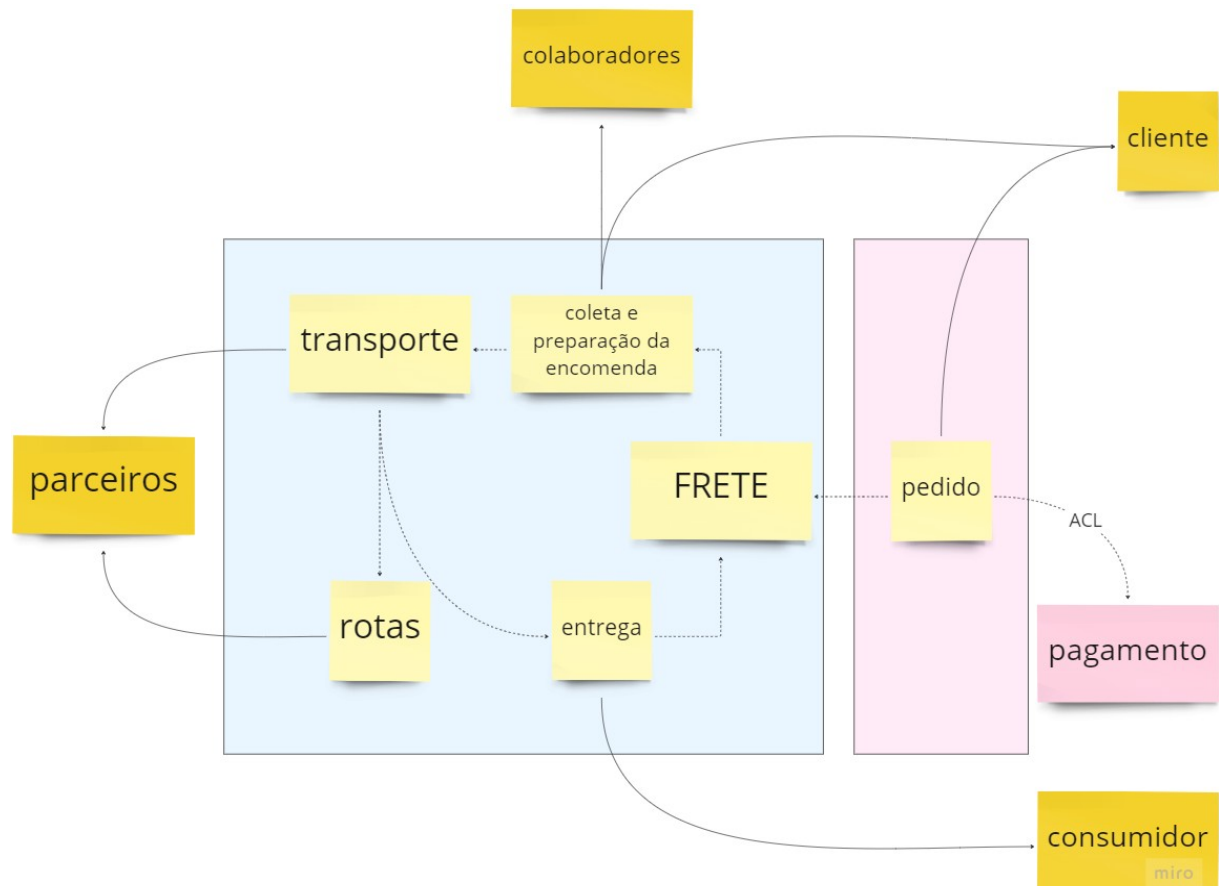 colaboradores
cliente
transporte
coleta e
preparação da
encomenda
parceiros
FRETE
pedido
ACL
rotas
entrega
pagamento
consumidor
miro